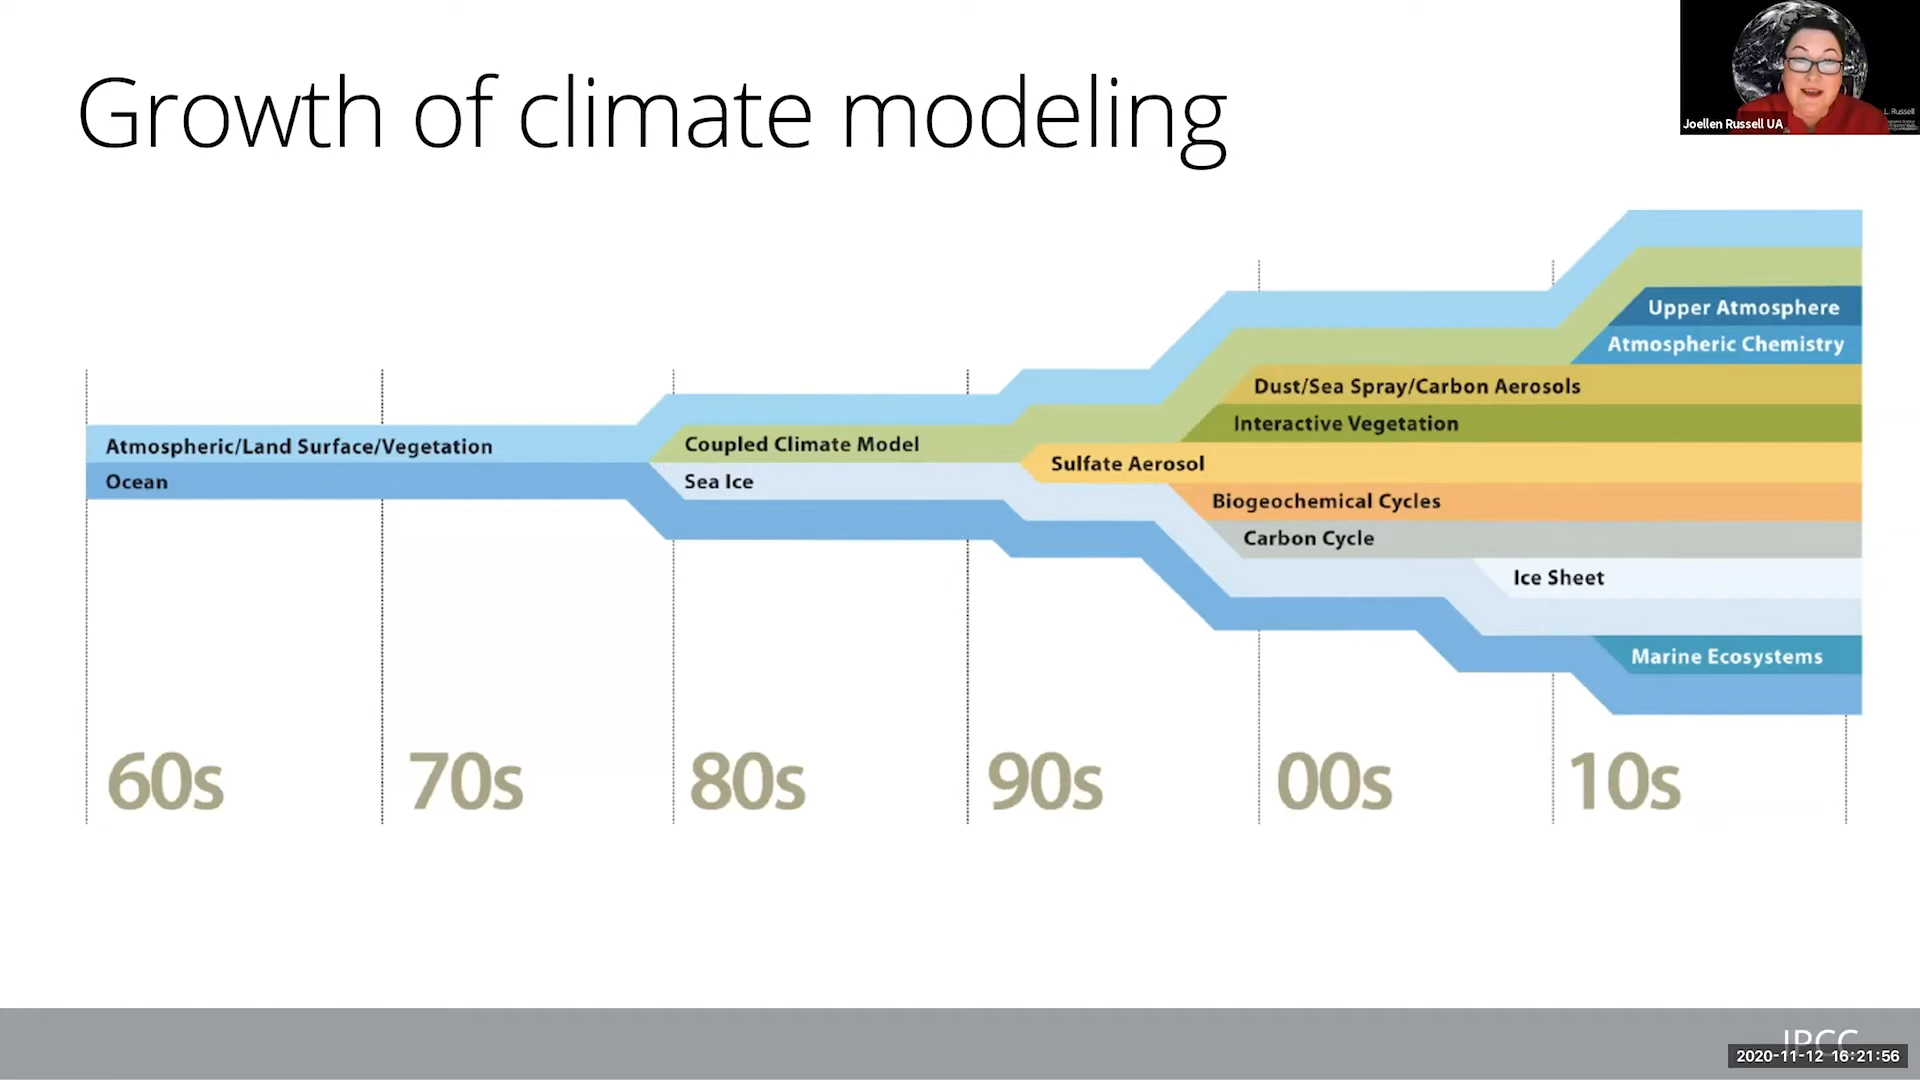 Growth of climate modeling
L. Russell
Joellen Russell UA
Upper Atmosphere
Atmospheric Chemistry
Dust/Sea Spray/Carbon Aerosols
Interactive Vegetation
Atmospheric/Land Surface/Vegetation
Coupled Climate Model
Sulfate Aerosol
Ocean
Sea Ice
Biogeochemical Cycles
Carbon Cycle
Ice Sheet
Marine Ecosystems
60s 70s 80s 90s 00s 10s
IPCC
2020-11-12 16:21:56